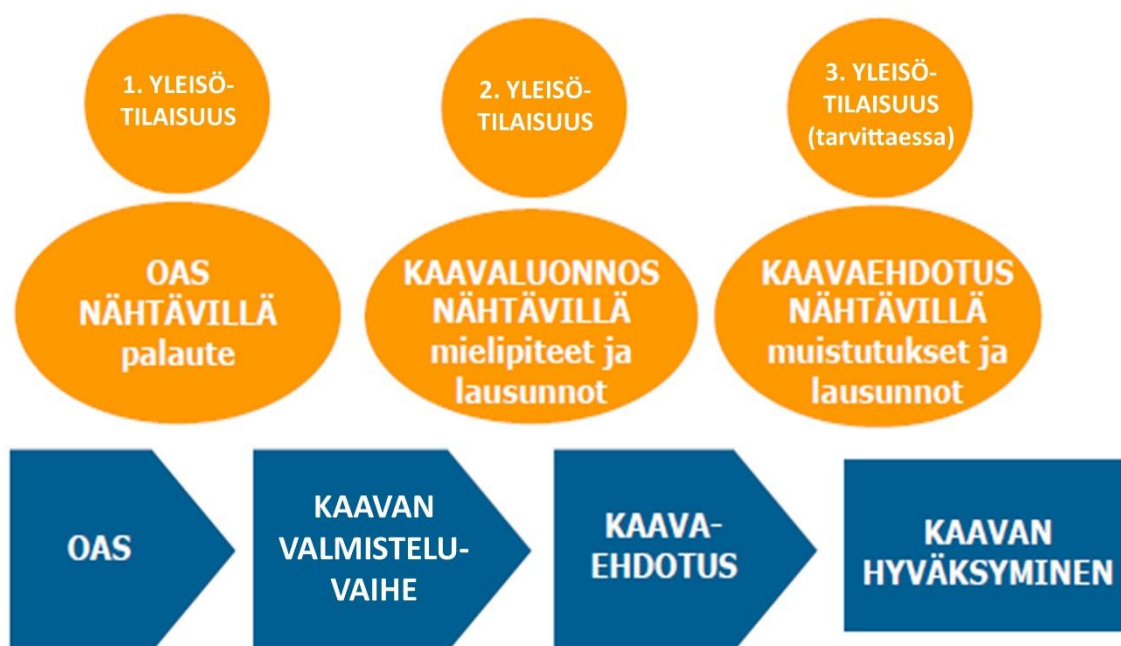 1. YLEISÖ-
TILAISUUS
2. YLEISÖ-
TILAISUUS
3. YLEISÖ-
TILAISUUS
(tarvittaessa)
OAS
NÄHTÄVILLÄ
palaute
KAAVALUONNOS
NÄHTÄVILLÄ
mielipiteet ja
lausunnot
KAAVAEHDOTUS
NÄHTÄVILLÄ
muistutukset ja
lausunnot
OAS
KAAVAN
VALMISTELU-
VAIHE
KAAVA-
EHDOTUS
KAAVAN
HYVÄKSYMINEN